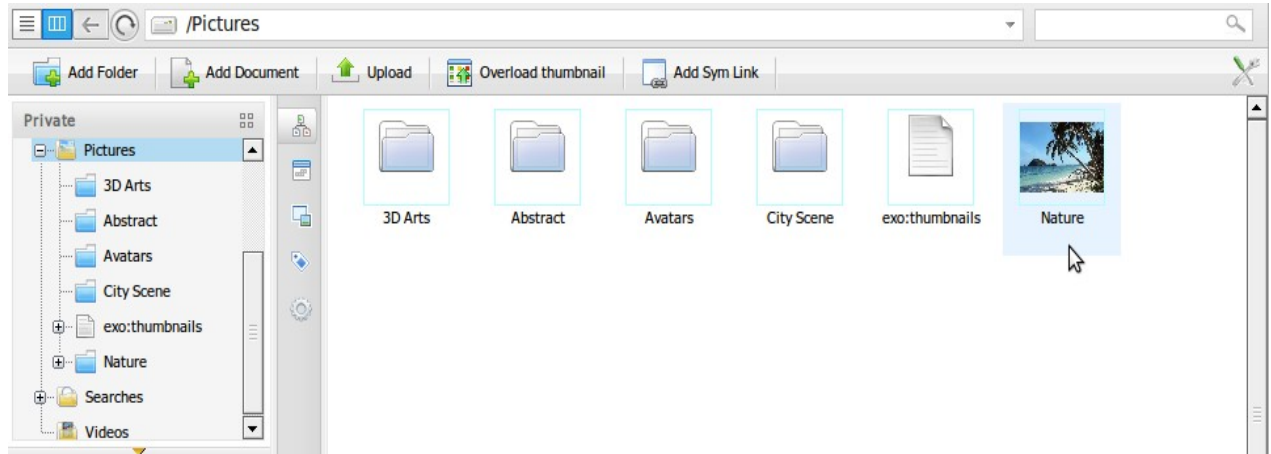 /Pictures
Add Folder Add Document Upload Overload thumbnail Add Sym Link
Private
Pictures
3D Arts
Abstract
Avatars
City Scene
exo:thumbnails
Nature
Searches
Videos
3D Arts Abstract Avatars City Scene exo:thumbnails Nature